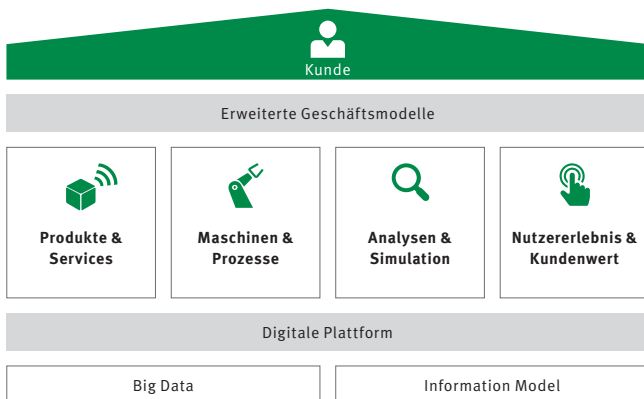 Kunde
Erweiterte Geschäftsmodelle
Produkte &
Services
Maschinen &
Prozesse
Analysen &
Simulation
Nutzererlebnis &
Kundenwert
Digitale Plattform
Big Data
Information Model